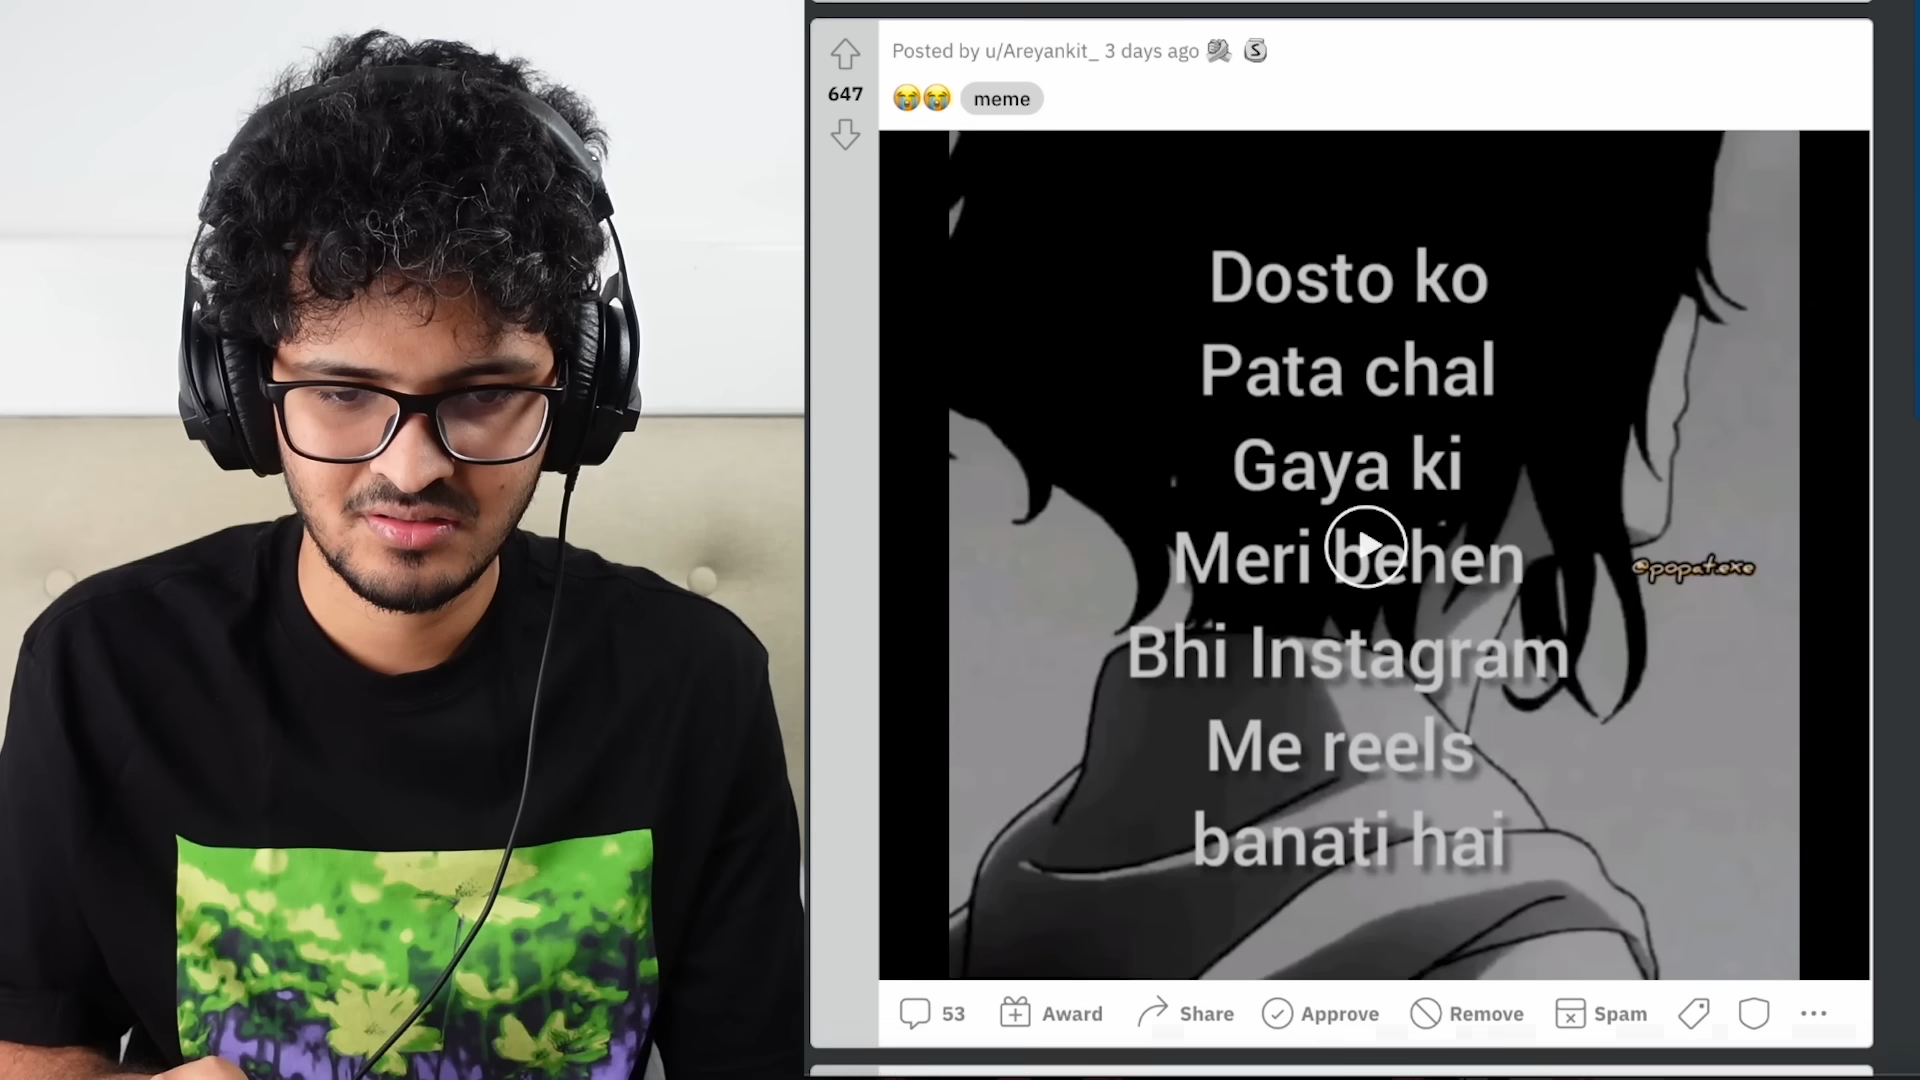 Posted by u/Areyankit_ 3 days ago
647
😭😭 meme
Dosto ko
Pata chal
Gaya ki
Meri behen
Bhi Instagram
Me reels
banati hai
@popat.exe
53 Award Share Approve Remove Spam